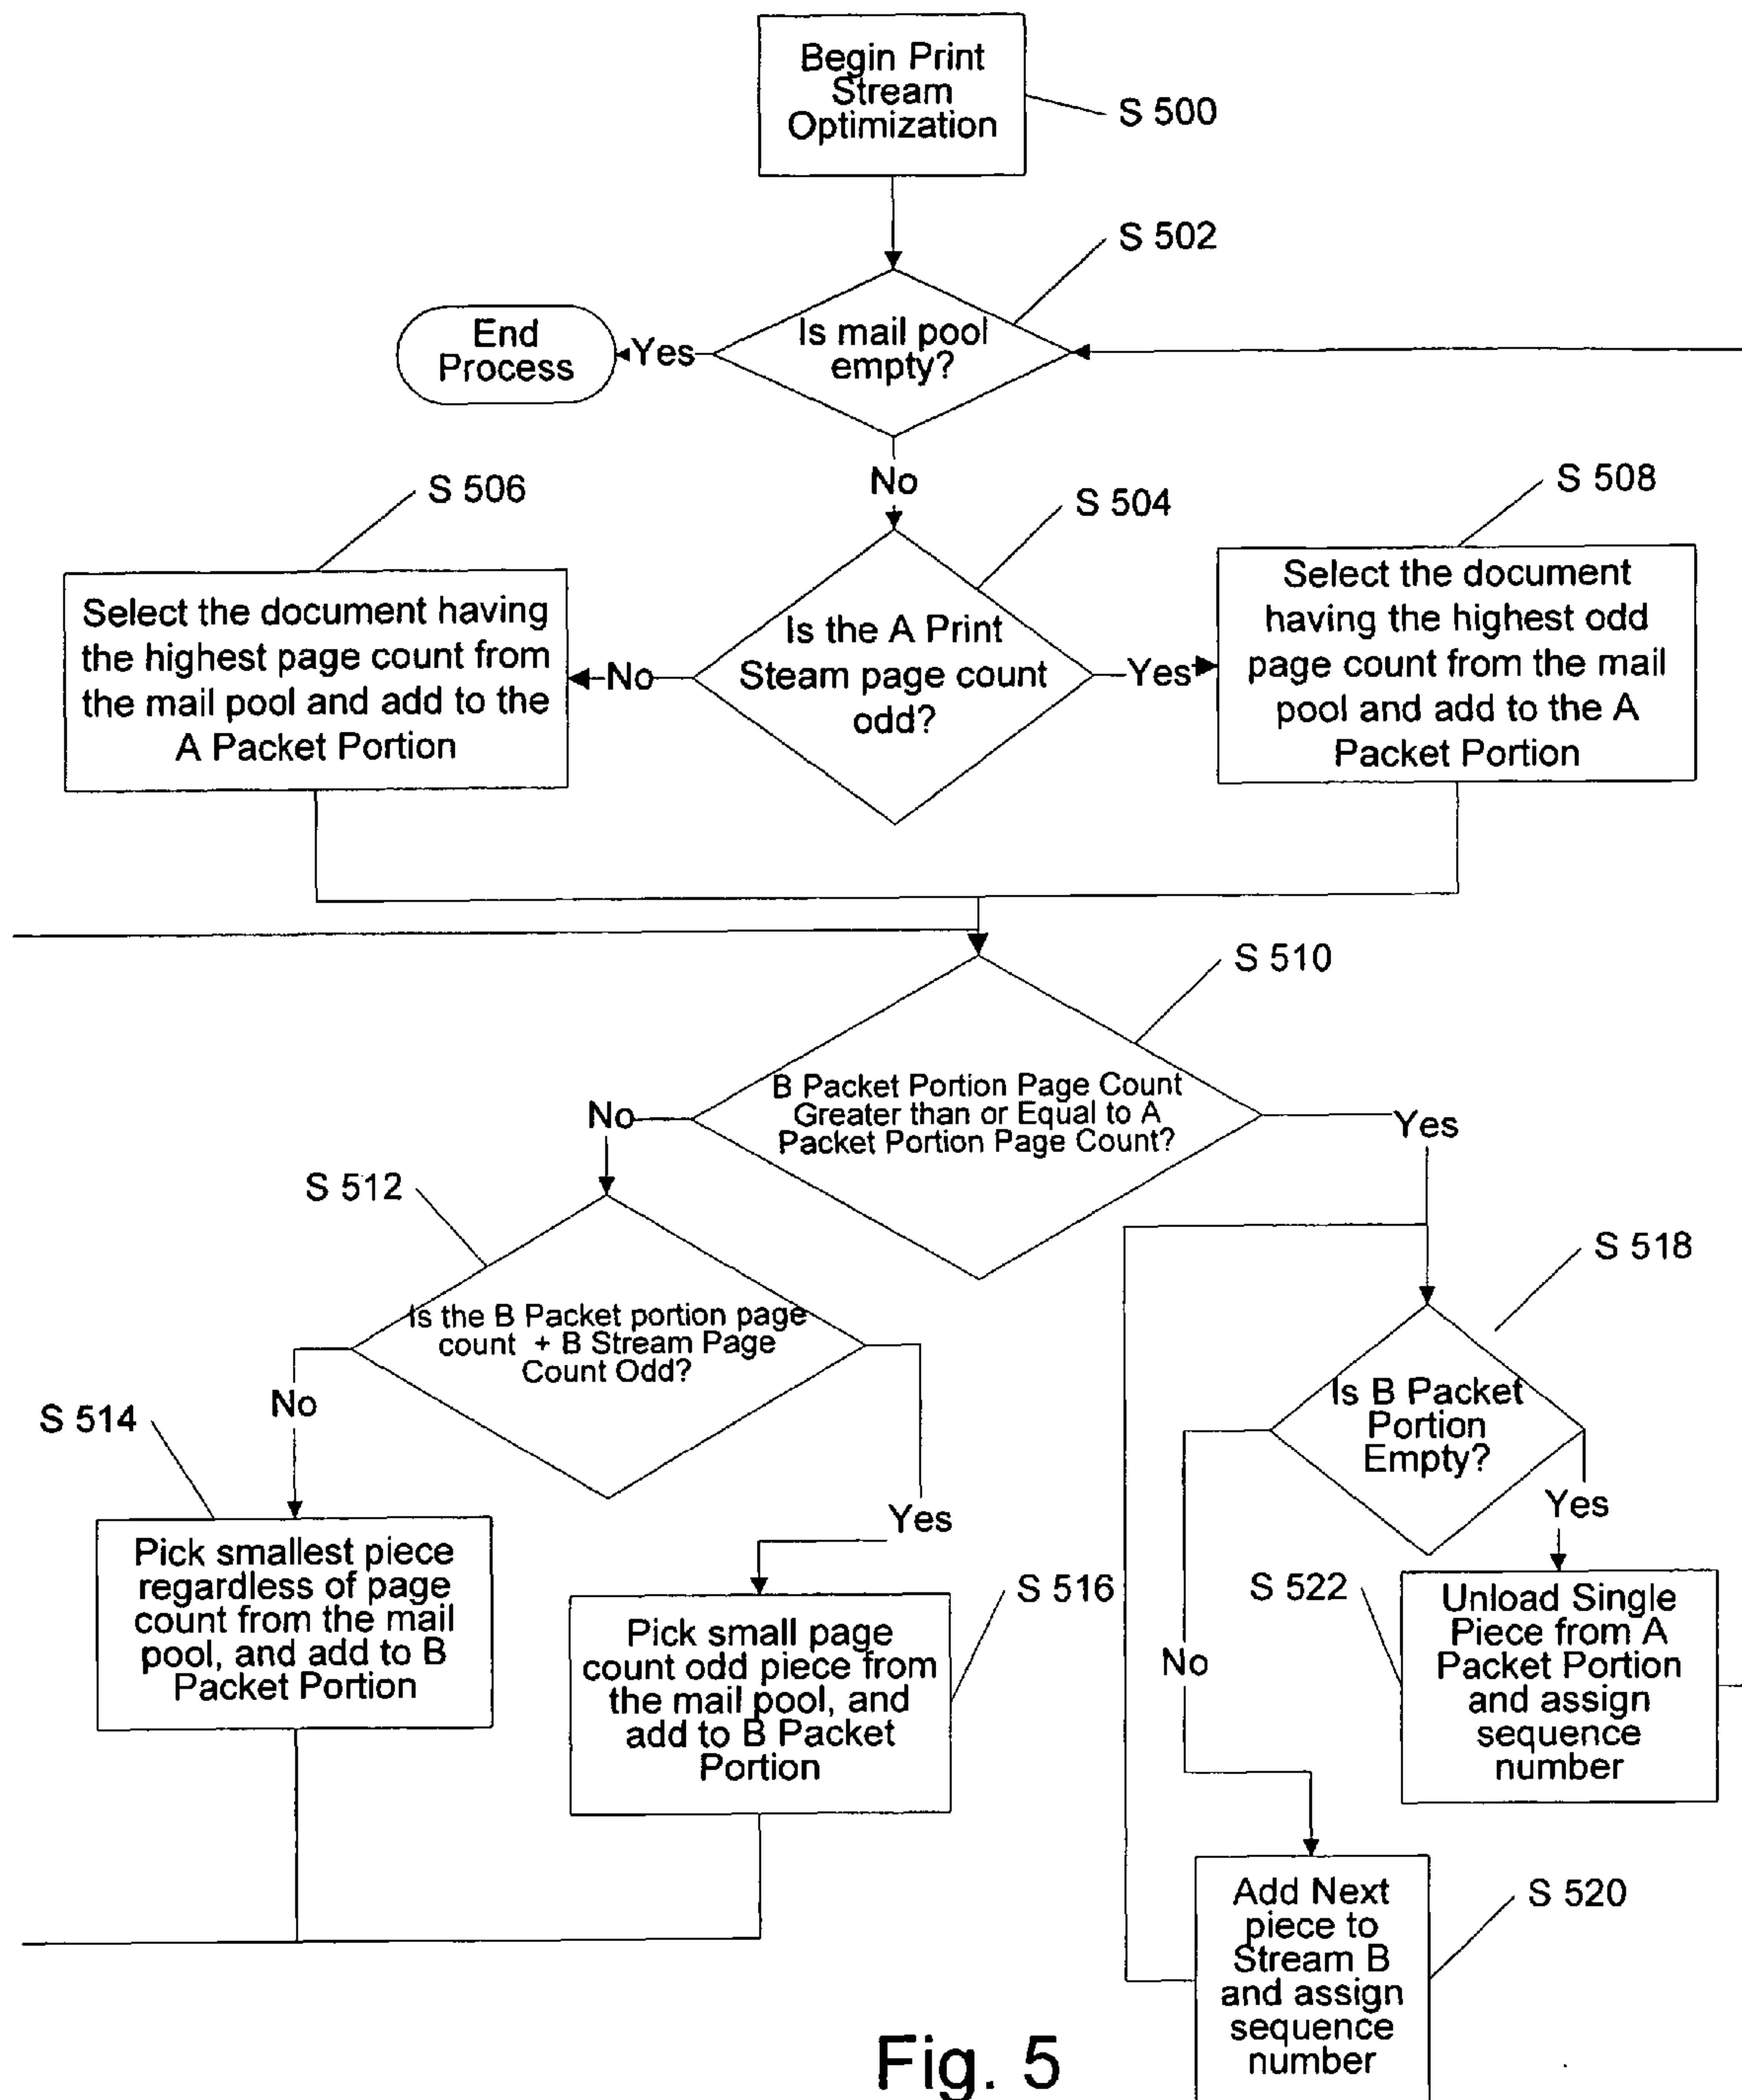 Begin Print
Stream
Optimization
S 500
S 502
Is mail pool
empty?
Yes
End
Process
No
S 506
S 504
S 508
Select the document having
the highest page count from
the mail pool and add to the
A Packet Portion
No
Is the A Print
Steam page count
odd?
Yes
Select the document
having the highest odd
page count from the mail
pool and add to the A
Packet Portion
S 510
B Packet Portion Page Count
Greater than or Equal to A
Packet Portion Page Count?
No
Yes
S 512
Is the B Packet portion page
count + B Stream Page
Count Odd?
No
Yes
S 518
Is B Packet
Portion
Empty?
Yes
No
S 514
Pick smallest piece
regardless of page
count from the mail
pool, and add to B
Packet Portion
S 516
Pick small page
count odd piece from
the mail pool, and
add to B Packet
Portion
S 522
Unload Single
Piece from A
Packet Portion
and assign
sequence
number
S 520
Add Next
piece to
Stream B
and assign
sequence
number
Fig. 5